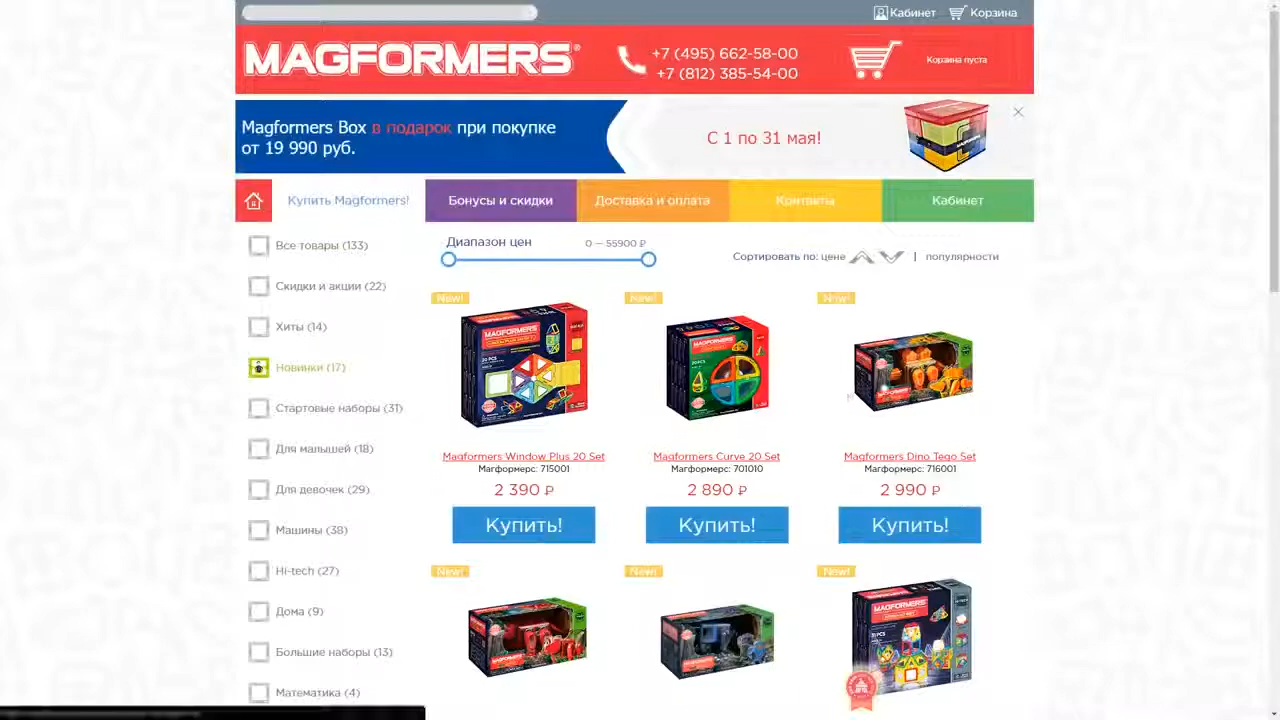 Кабинет
Корзина
MAGFORMERS®
+7 (495) 662-58-00
+7 (812) 385-54-00
Корзина пуста
Magformers Box в подарок при покупке
от 19 990 руб.
С 1 по 31 мая!
Купить Magformers!
Бонусы и скидки
Доставка и оплата
Контакты
Кабинет
Все товары (133)
Скидки и акции (22)
Хиты (14)
Новинки (17)
Стартовые наборы (31)
Для малышей (18)
Для девочек (29)
Машины (38)
Hi-tech (27)
Дома (9)
Большие наборы (13)
Математика (4)
Диапазон цен
0 — 55900 ₽
Сортировать по: цене | популярности
New!
New!
New!
MAGFORMERS
MAGFORMERS
Magformers Window Plus 20 Set
Магформерс: 715001
2 390 ₽
Купить!
Magformers Curve 20 Set
Магформерс: 701010
2 890 ₽
Купить!
Magformers Dino Tego Set
Магформерс: 716001
2 990 ₽
Купить!
New!
New!
New!
MAGFORMERS